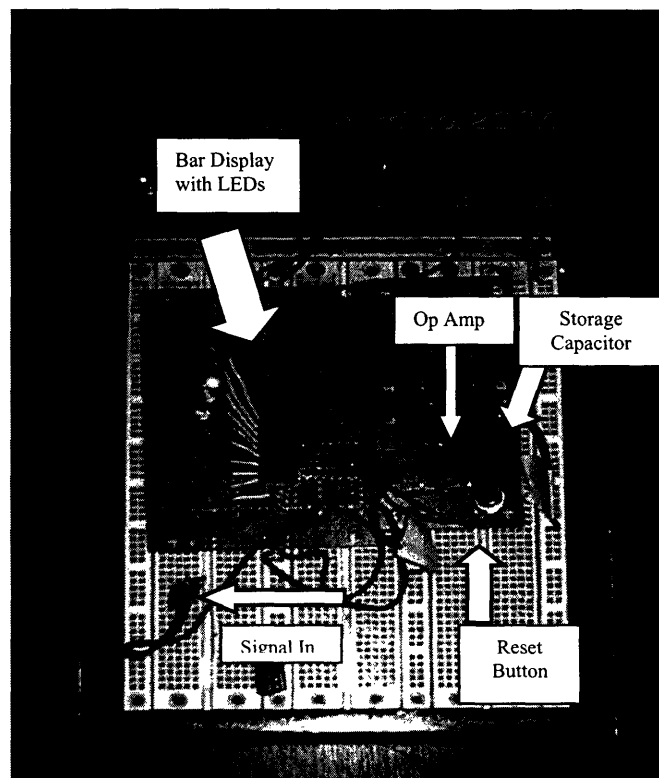 Bar Display
with LEDs
Op Amp
Storage
Capacitor
Signal In
Reset
Button